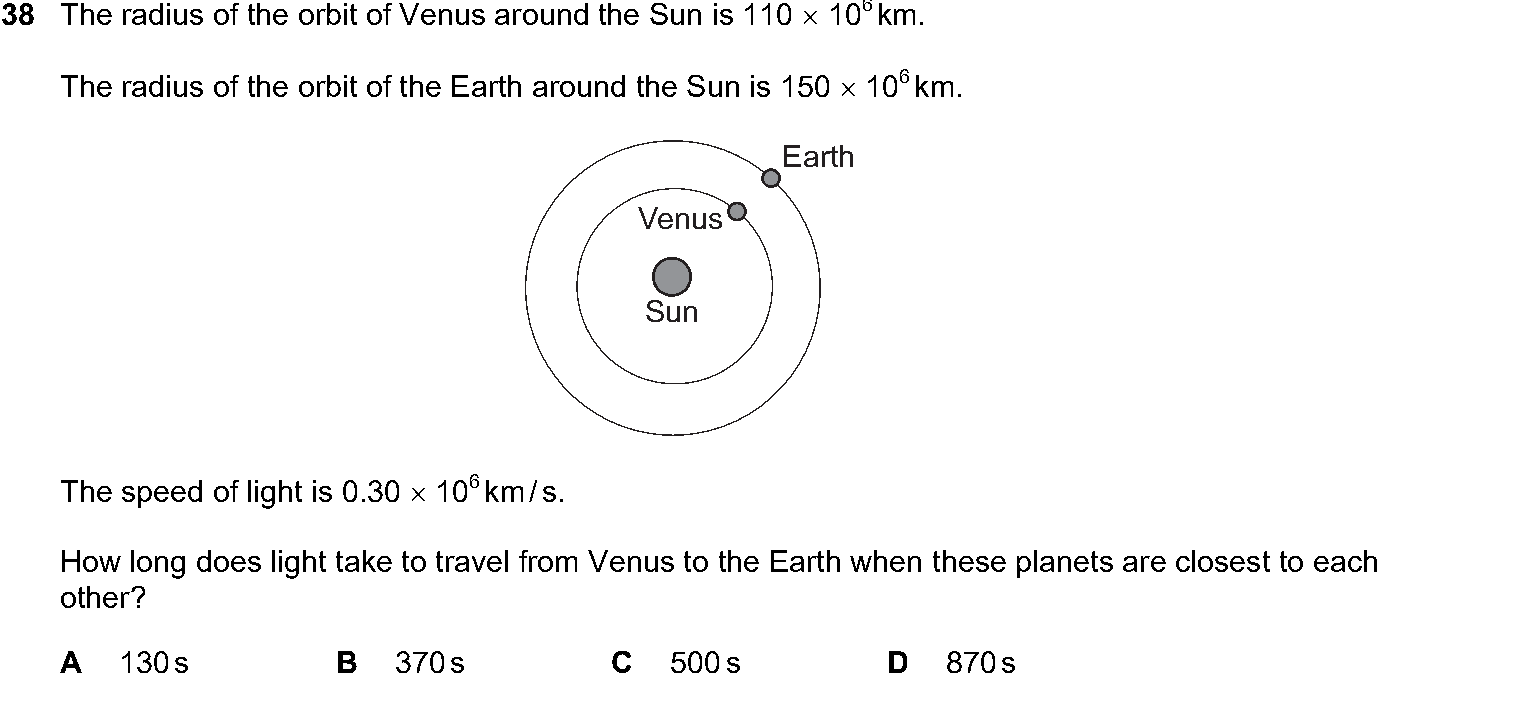 38 The radius of the orbit of Venus around the Sun is 110 × 10⁶ km.
The radius of the orbit of the Earth around the Sun is 150 × 10⁶ km.
Earth
Venus
Sun
The speed of light is 0.30 × 10⁶ km / s.
How long does light take to travel from Venus to the Earth when these planets are closest to each
other?
A 130 s B 370 s C 500 s D 870 s